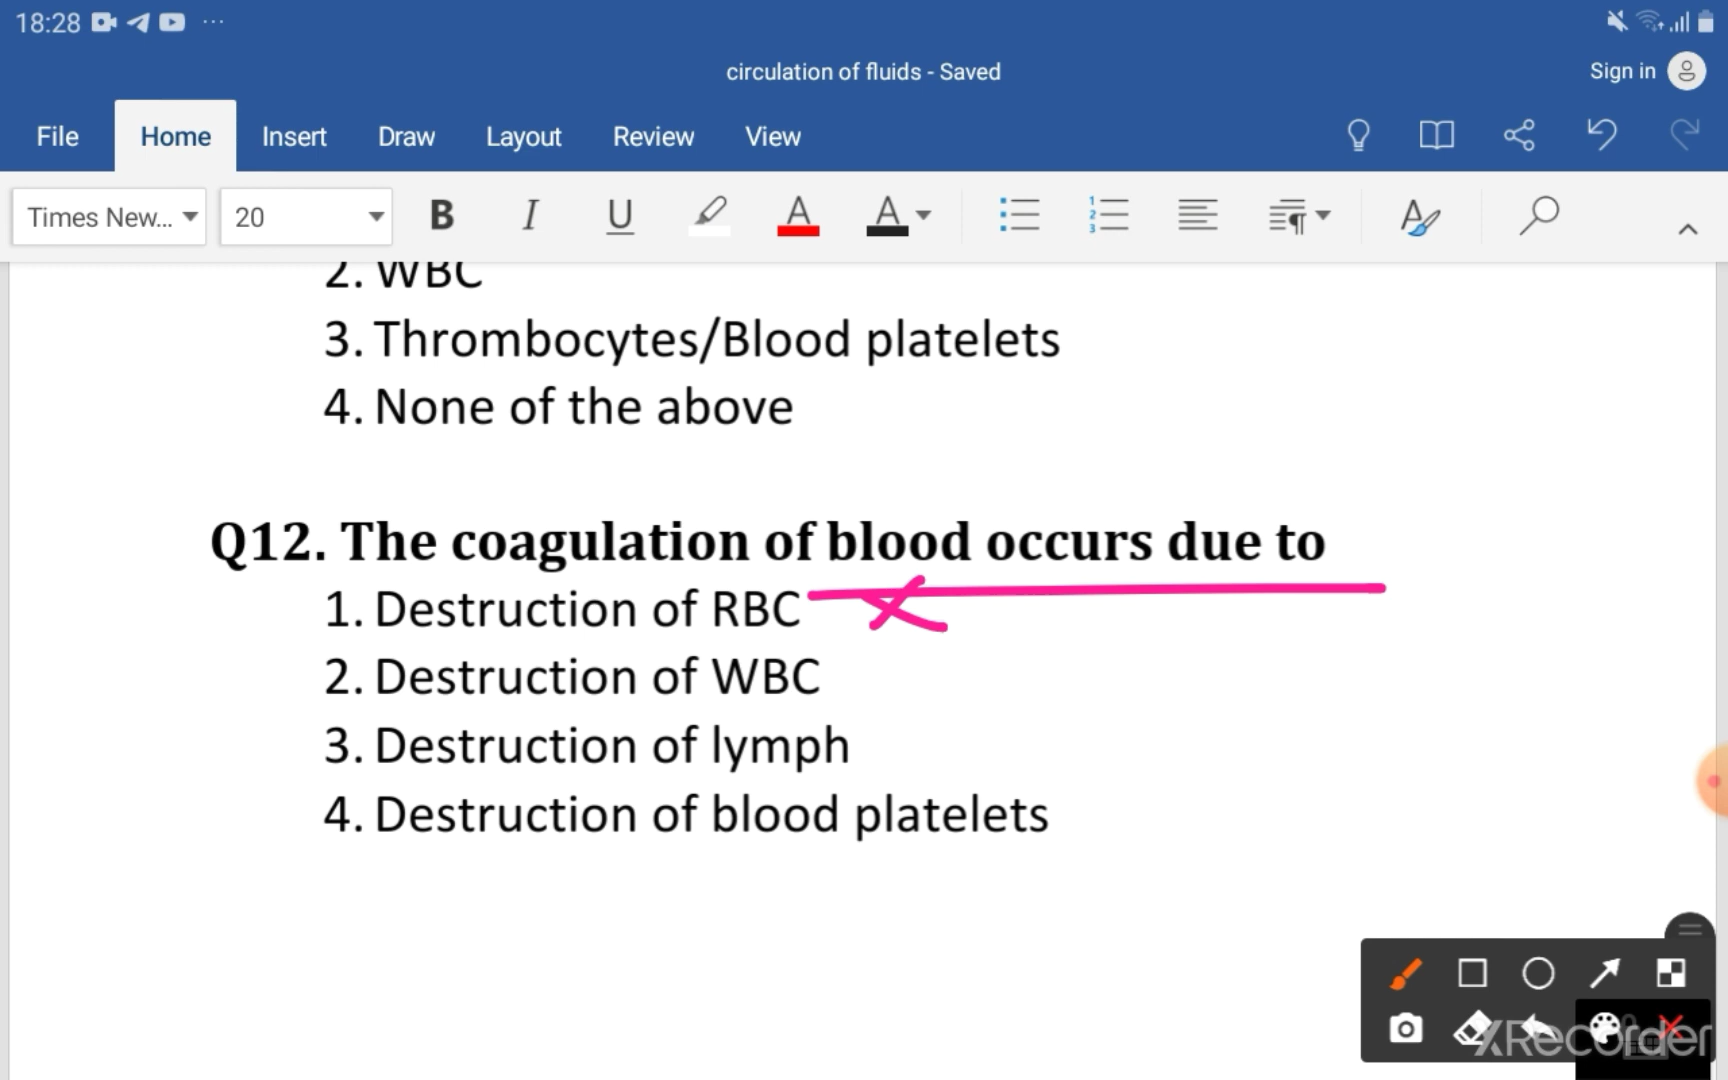 18:28
circulation of fluids - Saved
Sign in
File Home Insert Draw Layout Review View
Times New... 20 B I U A A
2. WBC
3. Thrombocytes/Blood platelets
4. None of the above
Q12. The coagulation of blood occurs due to
1. Destruction of RBC
2. Destruction of WBC
3. Destruction of lymph
4. Destruction of blood platelets
XRecorder